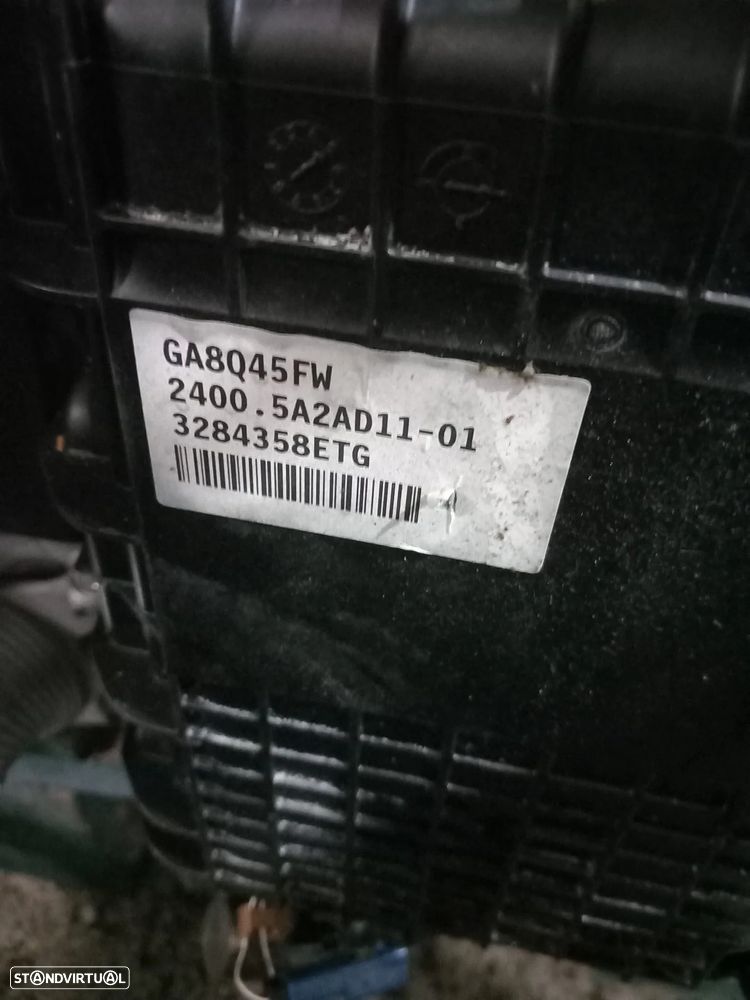 GA8Q45FW
2400.5A2AD11-01
3284358ETG
STANDVIRTUAL